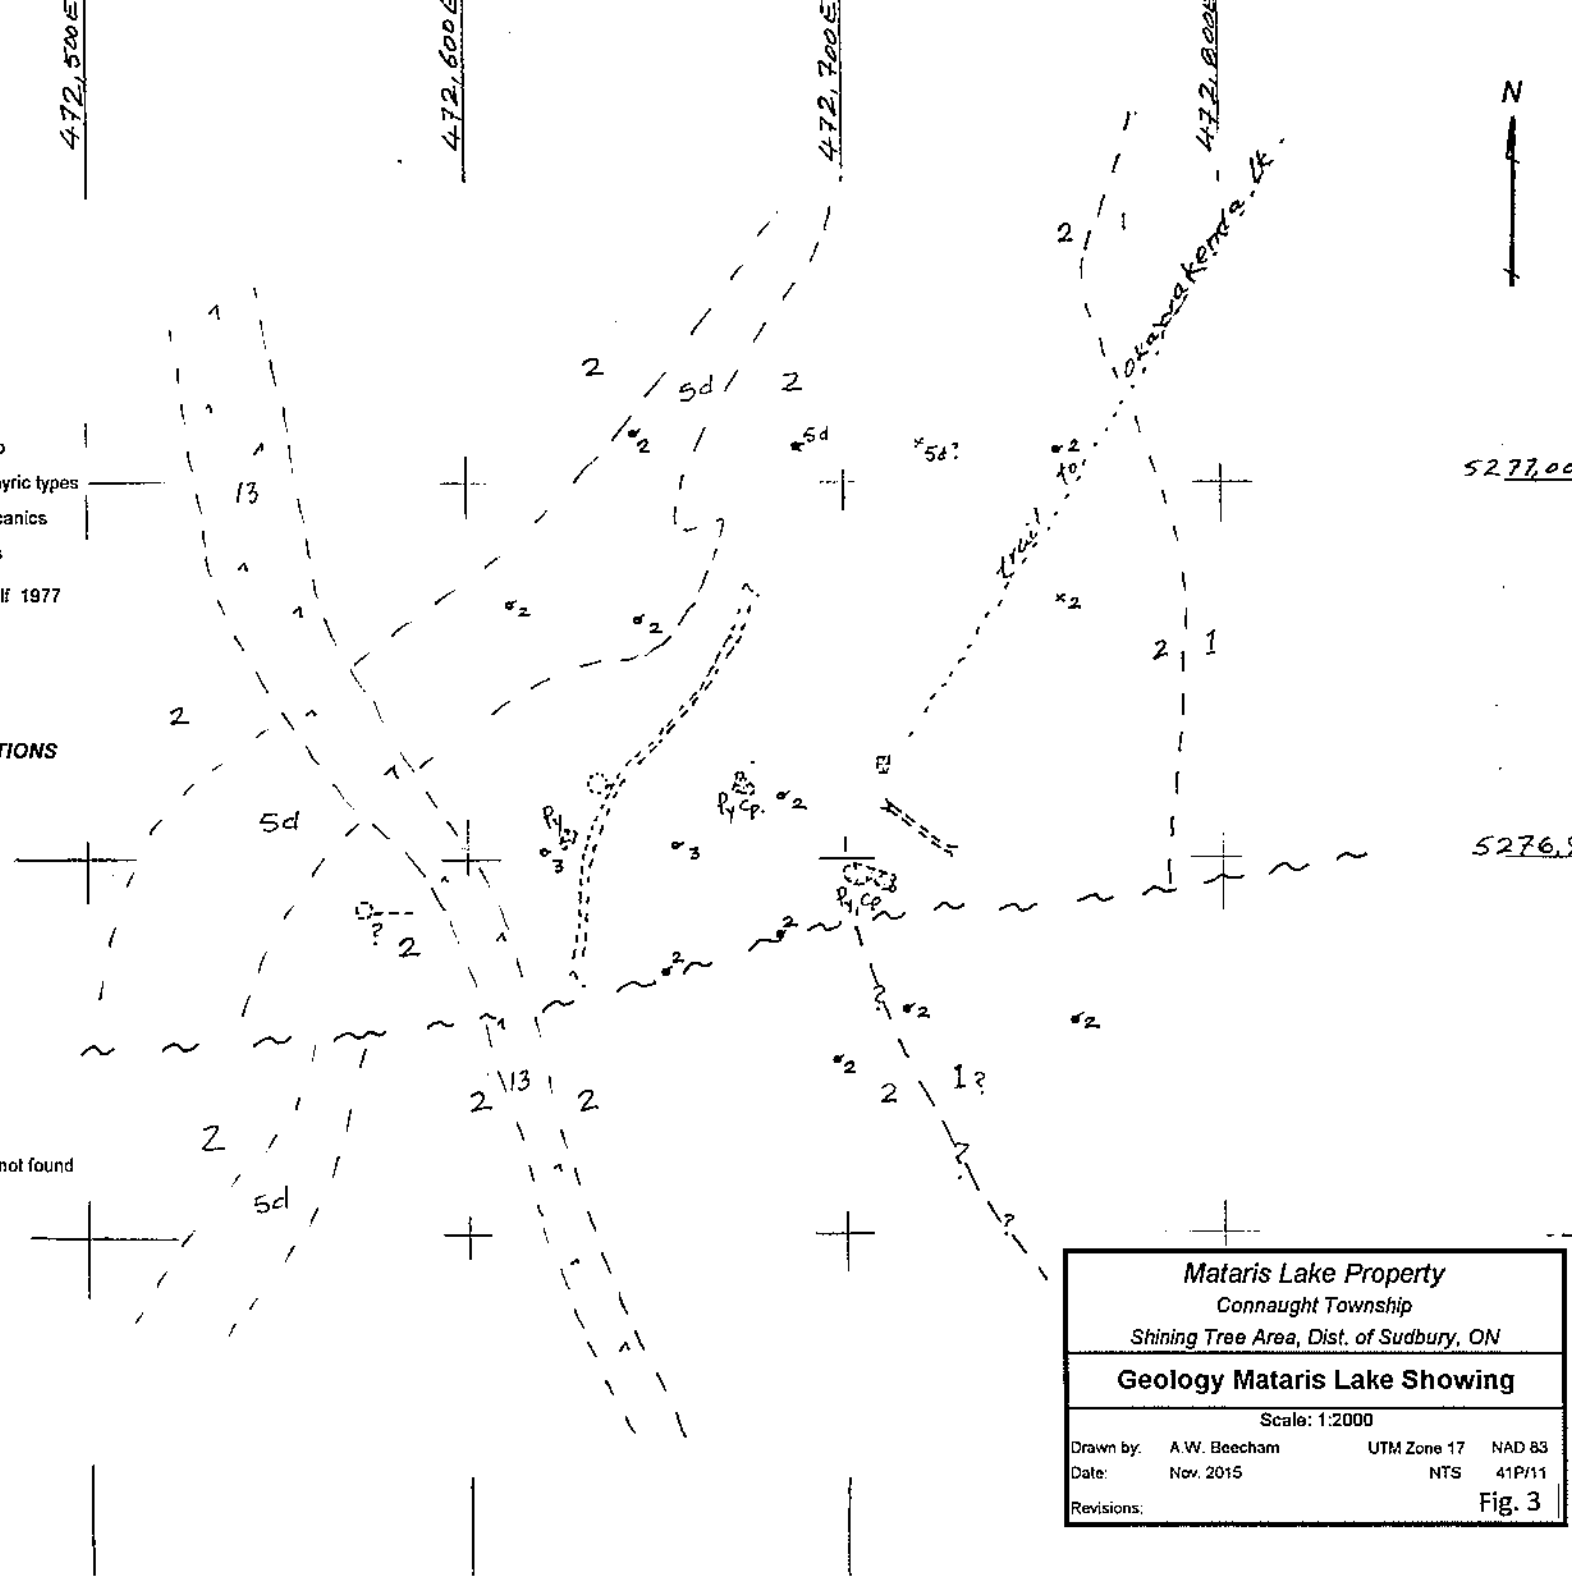 472,500E
472,600E
472,700E
472,800E
N
trail to Okawakenda Lk
2
1
2
5d
2
2
5d
5d?
2
5277,00
yric types
canics
13
lf 1977
2
2
2
2
1
2
TIONS
5d
Py
3
3
Py Cp.
2
5276,9
Py, Cp
?
2
2
2
?
2
2
13
2
2
2
2
1?
?
2
not found
5d
?
Mataris Lake Property
Connaught Township
Shining Tree Area, Dist. of Sudbury, ON
Geology Mataris Lake Showing
Scale: 1:2000
Drawn by: A.W. Beecham UTM Zone 17 NAD 83
Date: Nov. 2015 NTS 41P/11
Revisions: Fig. 3